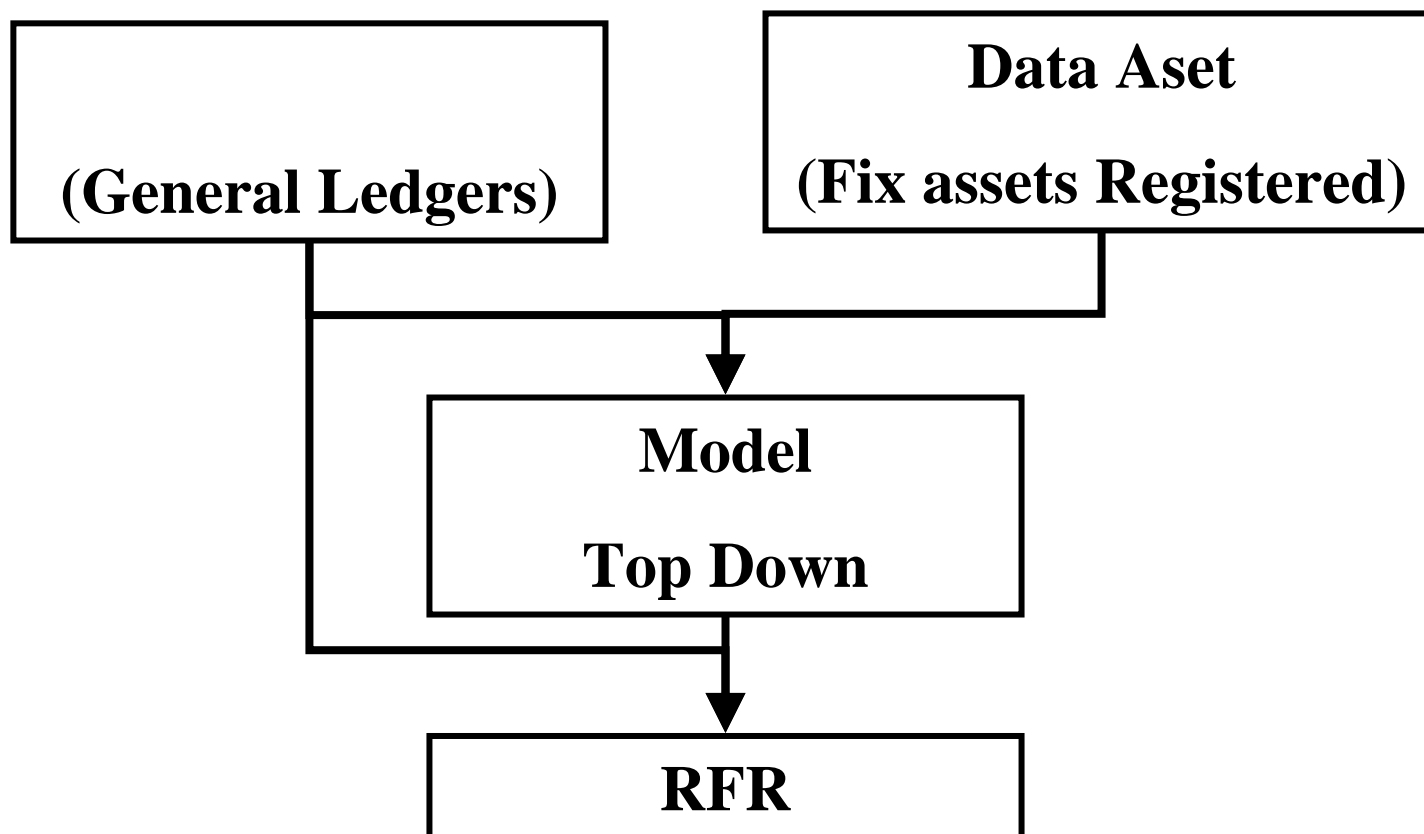 (General Ledgers)
Data Aset
(Fix assets Registered)
Model
Top Down
RFR